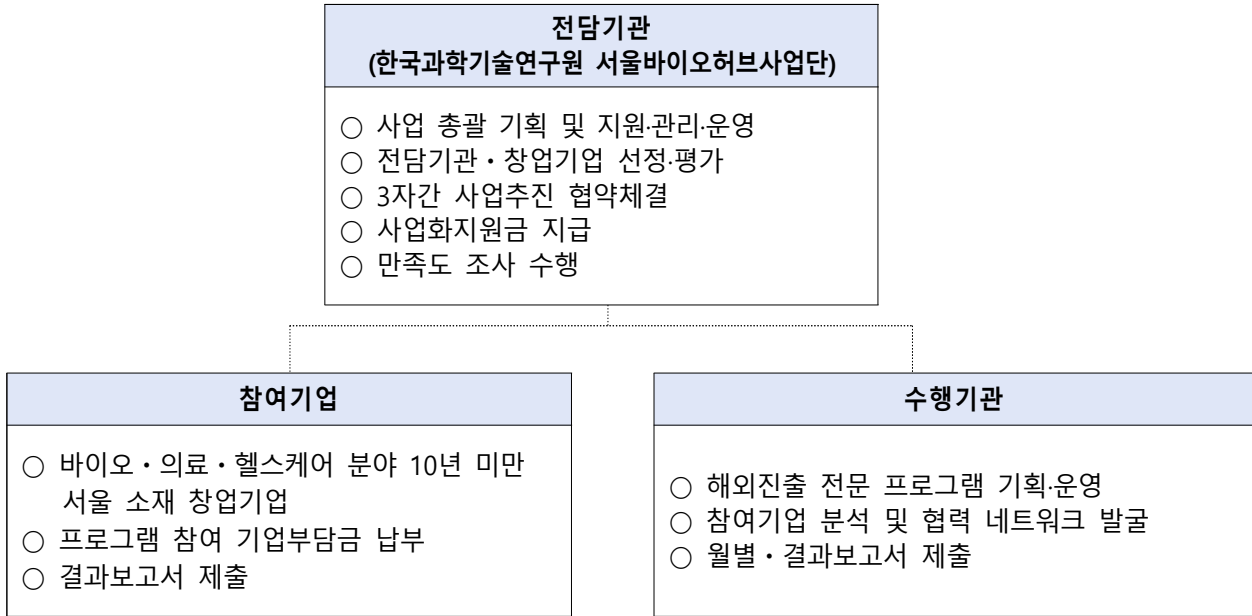 전담기관
(한국과학기술연구원 서울바이오허브사업단)
○ 사업 총괄 기획 및 지원·관리·운영
○ 전담기관・창업기업 선정·평가
○ 3자간 사업추진 협약체결
○ 사업화지원금 지급
○ 만족도 조사 수행
참여기업
○ 바이오・의료・헬스케어 분야 10년 미만
서울 소재 창업기업
○ 프로그램 참여 기업부담금 납부
○ 결과보고서 제출
수행기관
○ 해외진출 전문 프로그램 기획·운영
○ 참여기업 분석 및 협력 네트워크 발굴
○ 월별・결과보고서 제출